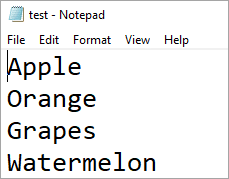 test - Notepad
File Edit Format View Help
Apple
Orange
Grapes
Watermelon